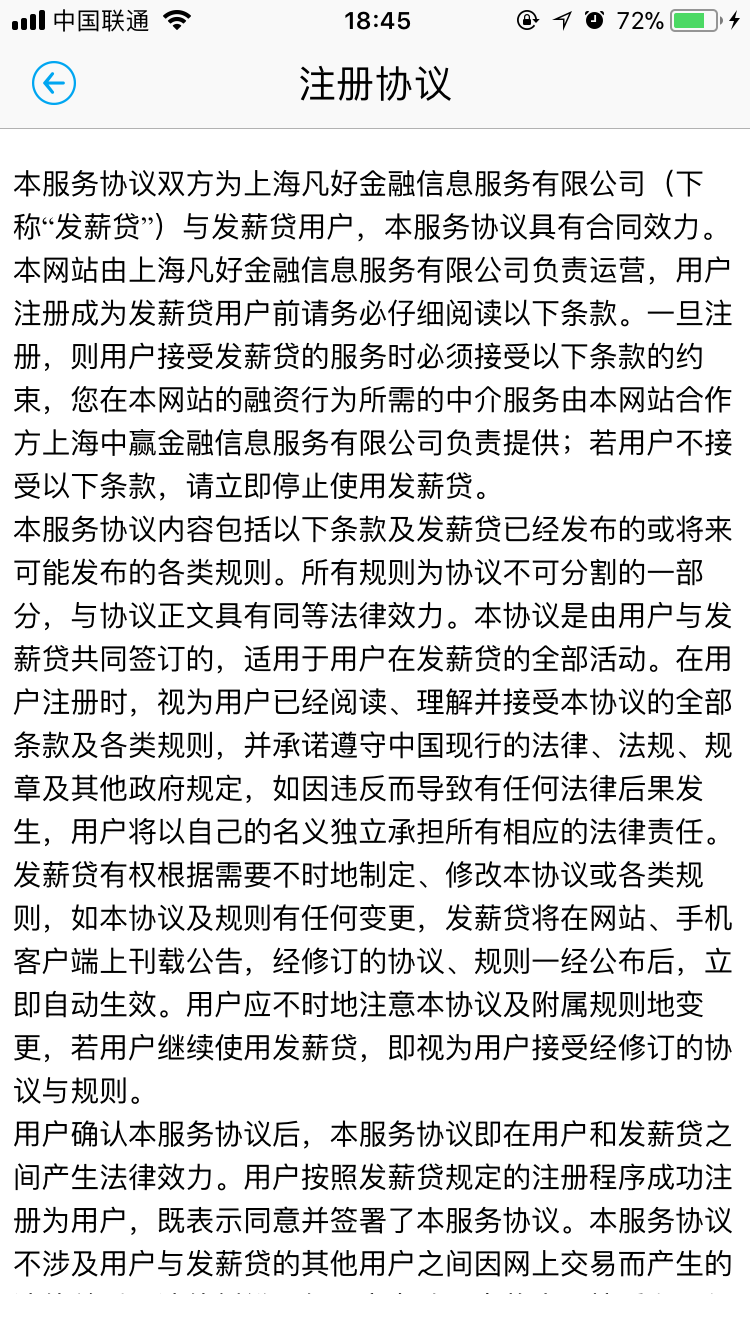 中国联通 18:45 72%
注册协议
本服务协议双方为上海凡好金融信息服务有限公司（下
称“发薪贷”）与发薪贷用户，本服务协议具有合同效力。
本网站由上海凡好金融信息服务有限公司负责运营，用户
注册成为发薪贷用户前请务必仔细阅读以下条款。一旦注
册，则用户接受发薪贷的服务时必须接受以下条款的约
束，您在本网站的融资行为所需的中介服务由本网站合作
方上海中赢金融信息服务有限公司负责提供；若用户不接
受以下条款，请立即停止使用发薪贷。
本服务协议内容包括以下条款及发薪贷已经发布的或将来
可能发布的各类规则。所有规则为协议不可分割的一部
分，与协议正文具有同等法律效力。本协议是由用户与发
薪贷共同签订的，适用于用户在发薪贷的全部活动。在用
户注册时，视为用户已经阅读、理解并接受本协议的全部
条款及各类规则，并承诺遵守中国现行的法律、法规、规
章及其他政府规定，如因违反而导致有任何法律后果发
生，用户将以自己的名义独立承担所有相应的法律责任。
发薪贷有权根据需要不时地制定、修改本协议或各类规
则，如本协议及规则有任何变更，发薪贷将在网站、手机
客户端上刊载公告，经修订的协议、规则一经公布后，立
即自动生效。用户应不时地注意本协议及附属规则地变
更，若用户继续使用发薪贷，即视为用户接受经修订的协
议与规则。
用户确认本服务协议后，本服务协议即在用户和发薪贷之
间产生法律效力。用户按照发薪贷规定的注册程序成功注
册为用户，既表示同意并签署了本服务协议。本服务协议
不涉及用户与发薪贷的其他用户之间因网上交易而产生的